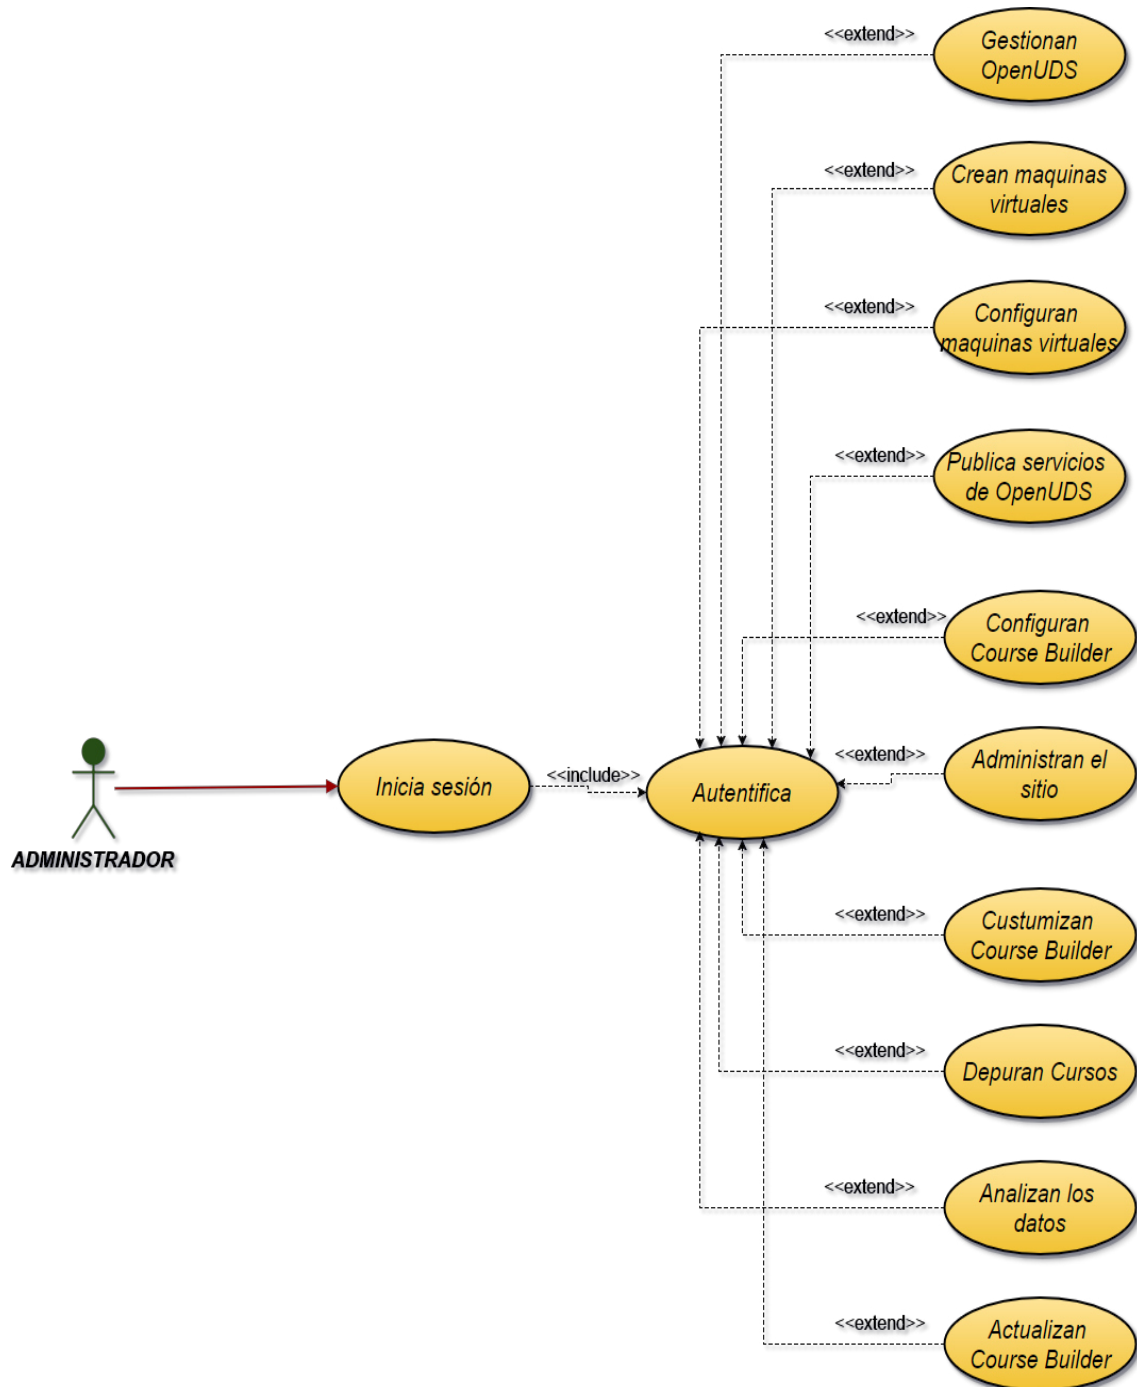 <<extend>>
Gestionan
OpenUDS
<<extend>>
Crean maquinas
virtuales
<<extend>>
Configuran
maquinas virtuales
<<extend>>
Publica servicios
de OpenUDS
<<extend>>
Configuran
Course Builder
<<extend>>
Administran el
sitio
ADMINISTRADOR
Inicia sesión
<<include>>
Autentifica
<<extend>>
Custumizan
Course Builder
<<extend>>
Depuran Cursos
<<extend>>
Analizan los
datos
<<extend>>
Actualizan
Course Builder